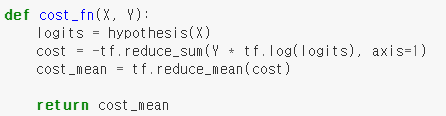 def cost_fn(X, Y):
    logits = hypothesis(X)
    cost = -tf.reduce_sum(Y * tf.log(logits), axis=1)
    cost_mean = tf.reduce_mean(cost)

    return cost_mean